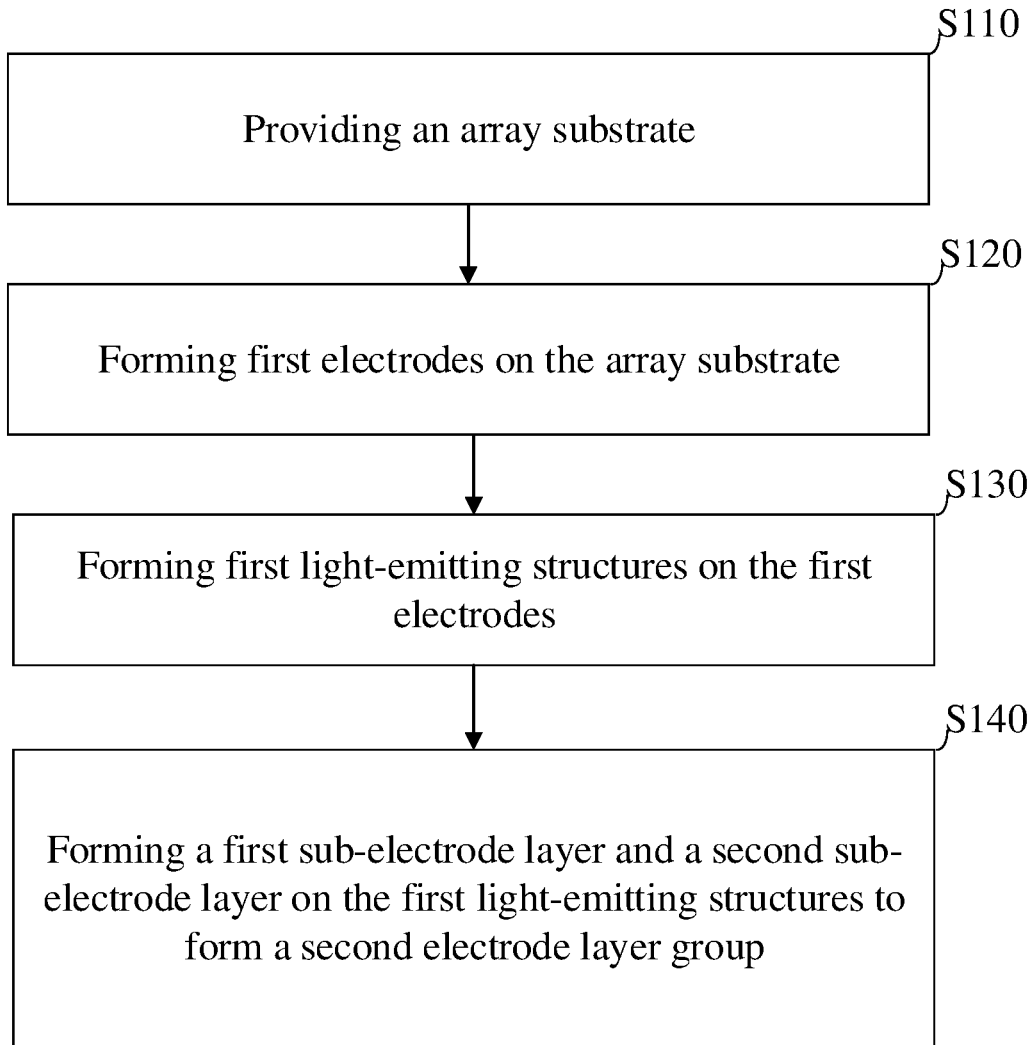 S110
Providing an array substrate
S120
Forming first electrodes on the array substrate
S130
Forming first light-emitting structures on the first
electrodes
S140
Forming a first sub-electrode layer and a second sub-
electrode layer on the first light-emitting structures to
form a second electrode layer group